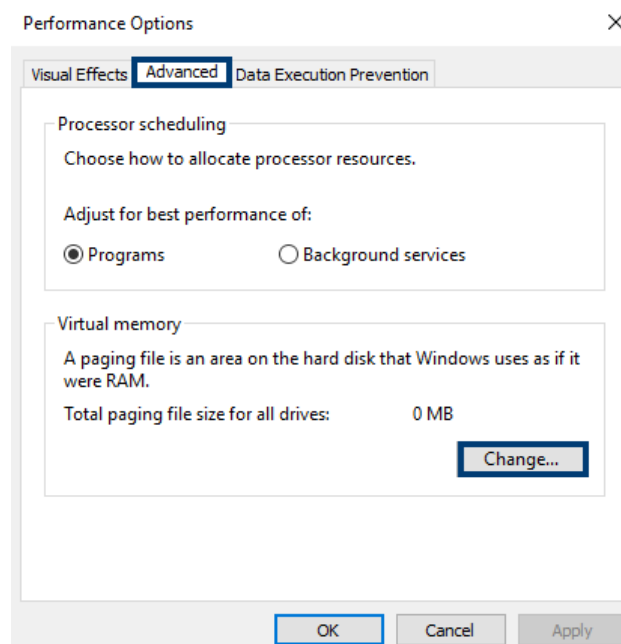 Performance Options
Visual Effects Advanced Data Execution Prevention
Processor scheduling
Choose how to allocate processor resources.
Adjust for best performance of:
Programs Background services
Virtual memory
A paging file is an area on the hard disk that Windows uses as if it
were RAM.
Total paging file size for all drives: 0 MB
Change...
OK Cancel Apply